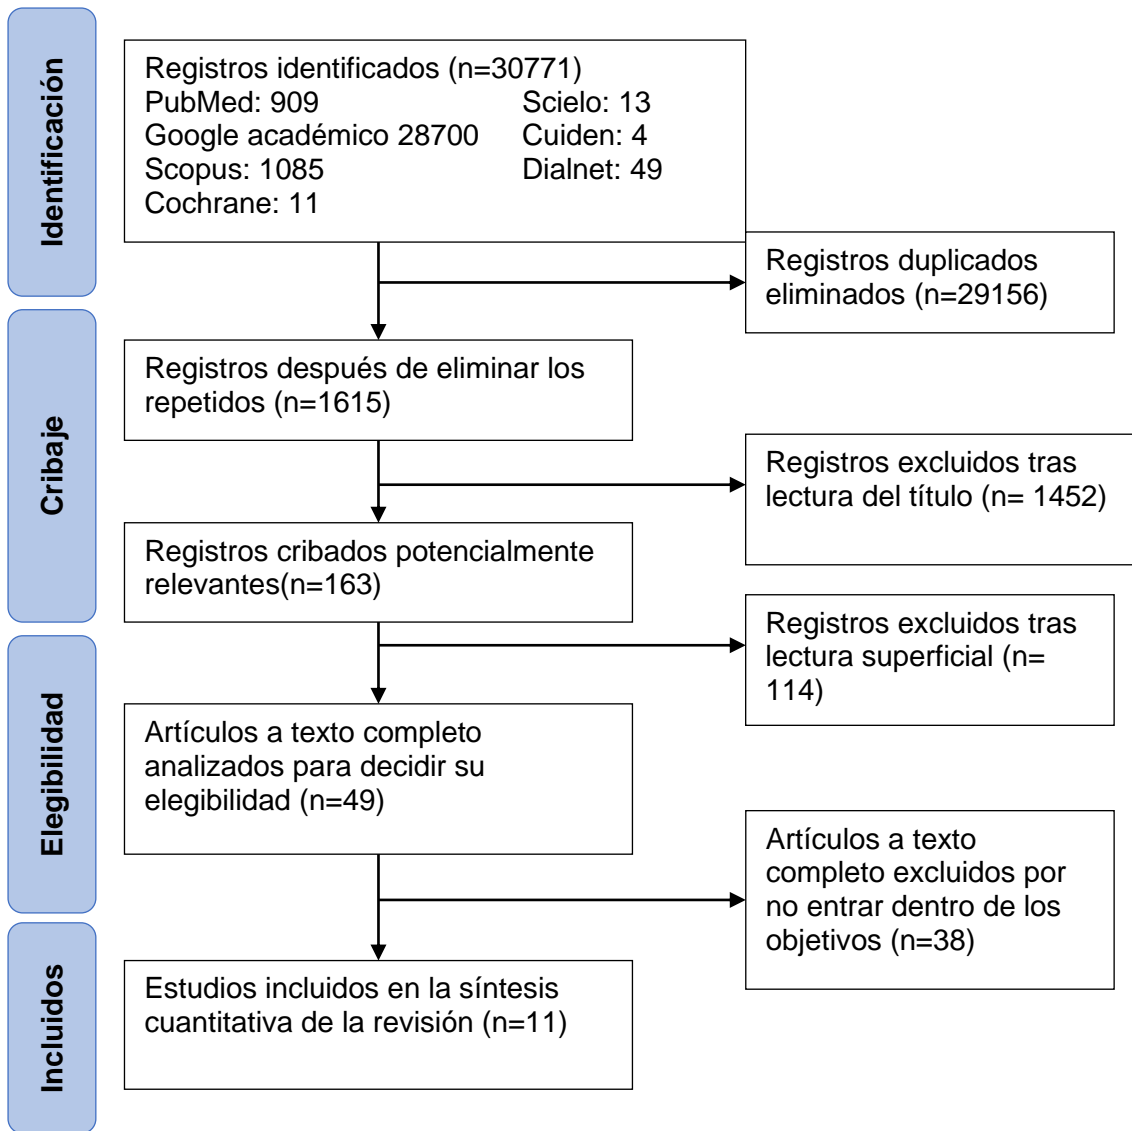 Identificación
Registros identificados (n=30771)
PubMed: 909 Scielo: 13
Google académico 28700 Cuiden: 4
Scopus: 1085 Dialnet: 49
Cochrane: 11
Registros duplicados
eliminados (n=29156)
Cribaje
Registros después de eliminar los
repetidos (n=1615)
Registros excluidos tras
lectura del título (n= 1452)
Registros cribados potencialmente
relevantes(n=163)
Registros excluidos tras
lectura superficial (n=
114)
Elegibilidad
Artículos a texto completo
analizados para decidir su
elegibilidad (n=49)
Artículos a texto
completo excluidos por
no entrar dentro de los
objetivos (n=38)
Incluidos
Estudios incluidos en la síntesis
cuantitativa de la revisión (n=11)